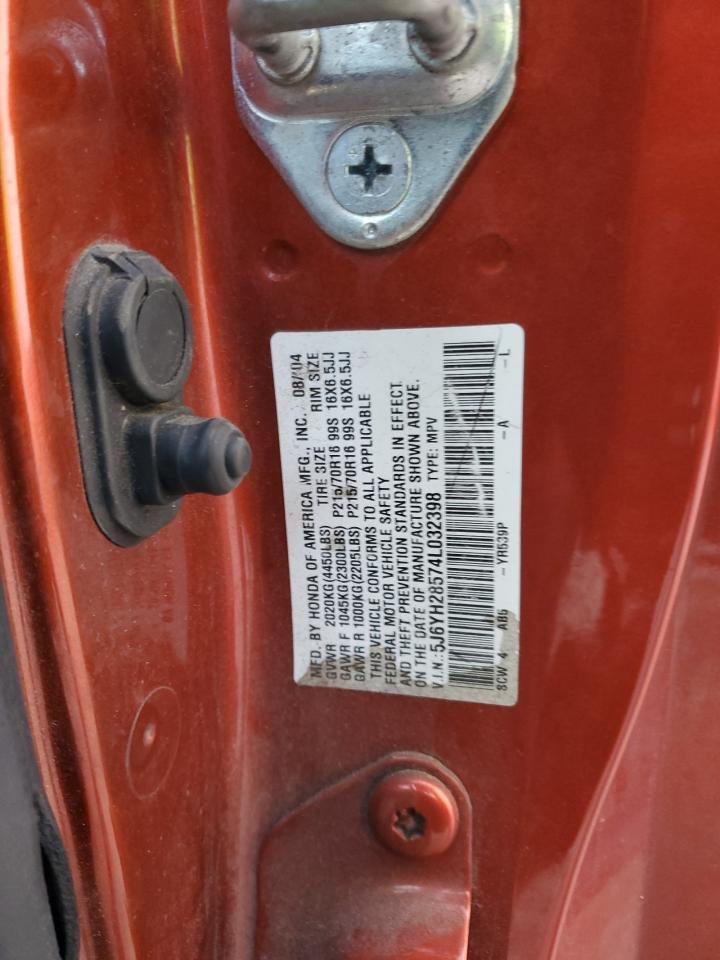 MFD. BY HONDA OF AMERICA MFG., INC. 08/04
GVWR 2020KG(4450LBS) TIRE SIZE RIM SIZE
GAWR F 1045KG(2300LBS) P215/70R16 99S 16X6.5JJ
GAWR R 1000KG(2205LBS) P215/70R16 99S 16X6.5JJ
THIS VEHICLE CONFORMS TO ALL APPLICABLE
FEDERAL MOTOR VEHICLE SAFETY
AND THEFT PREVENTION STANDARDS IN EFFECT
ON THE DATE OF MANUFACTURE SHOWN ABOVE.
V.I.N.:5J6YH28574L032398 TYPE: MPV
SCW 4 AB6 -YR539P -A -L